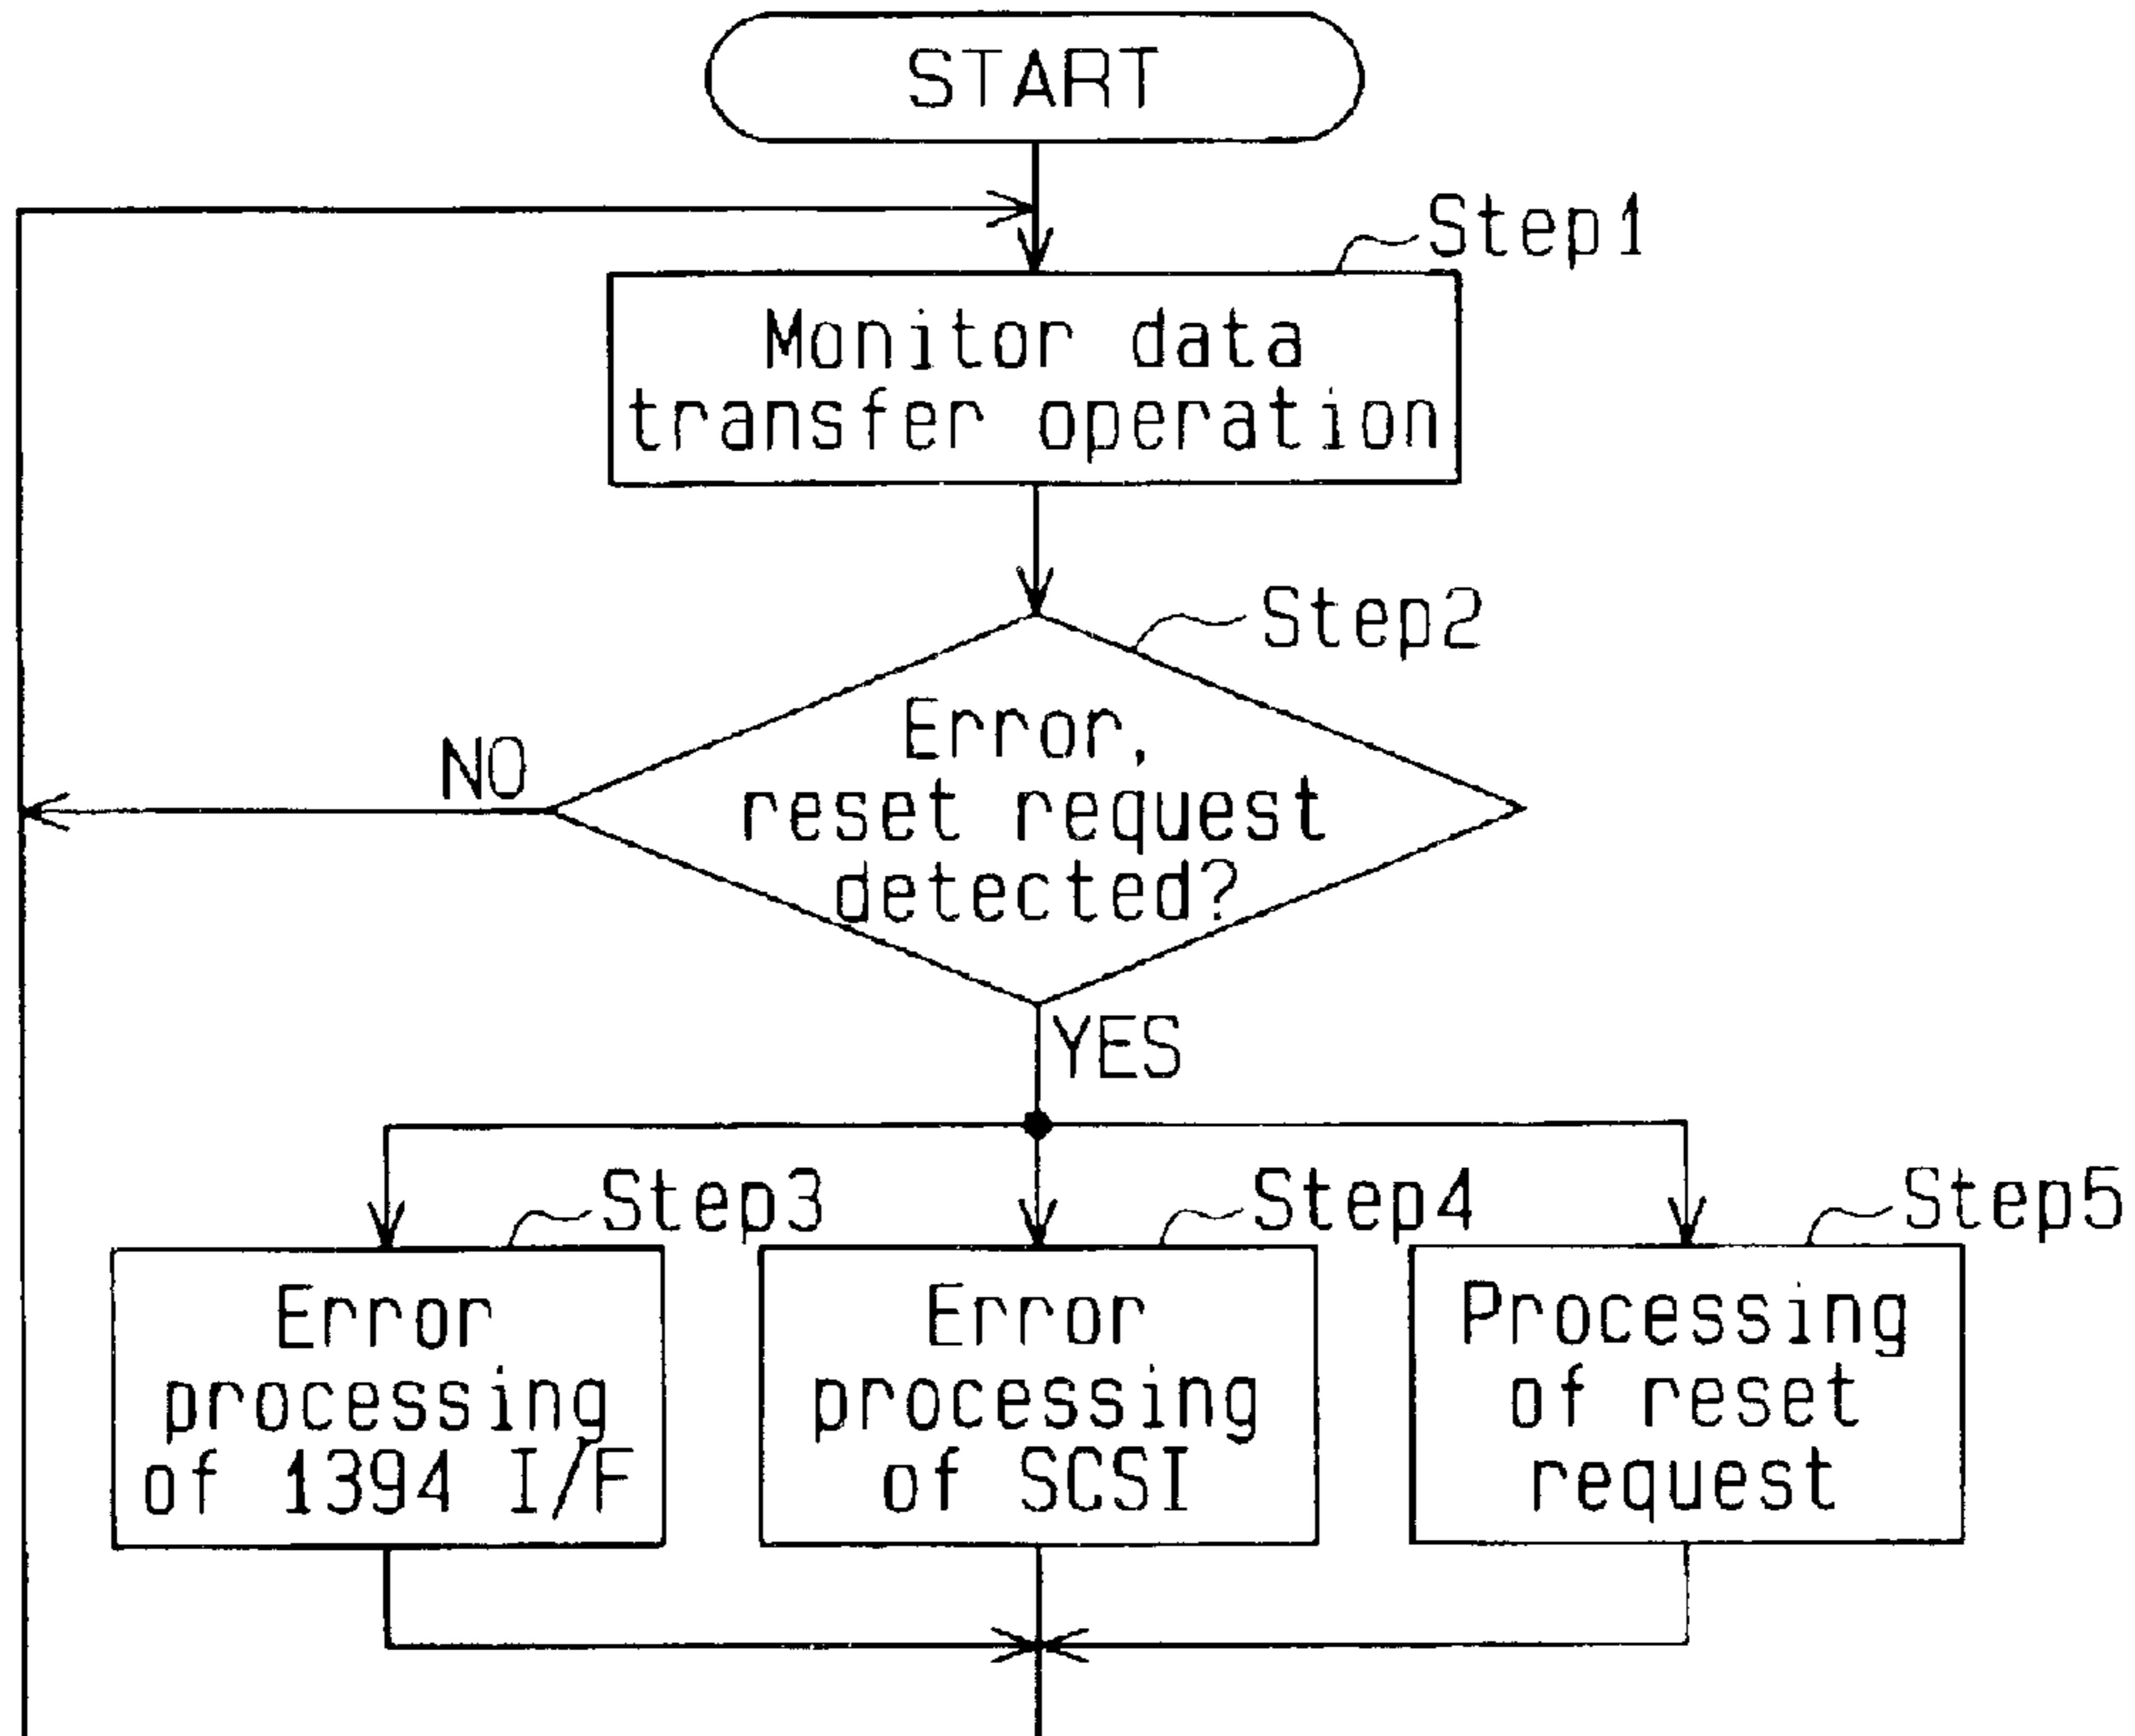 START
Step1
Monitor data
transfer operation
Step2
Error,
reset request
detected?
NO
YES
Step3
Error
processing
of 1394 I/F
Step4
Error
processing
of SCSI
Step5
Processing
of reset
request